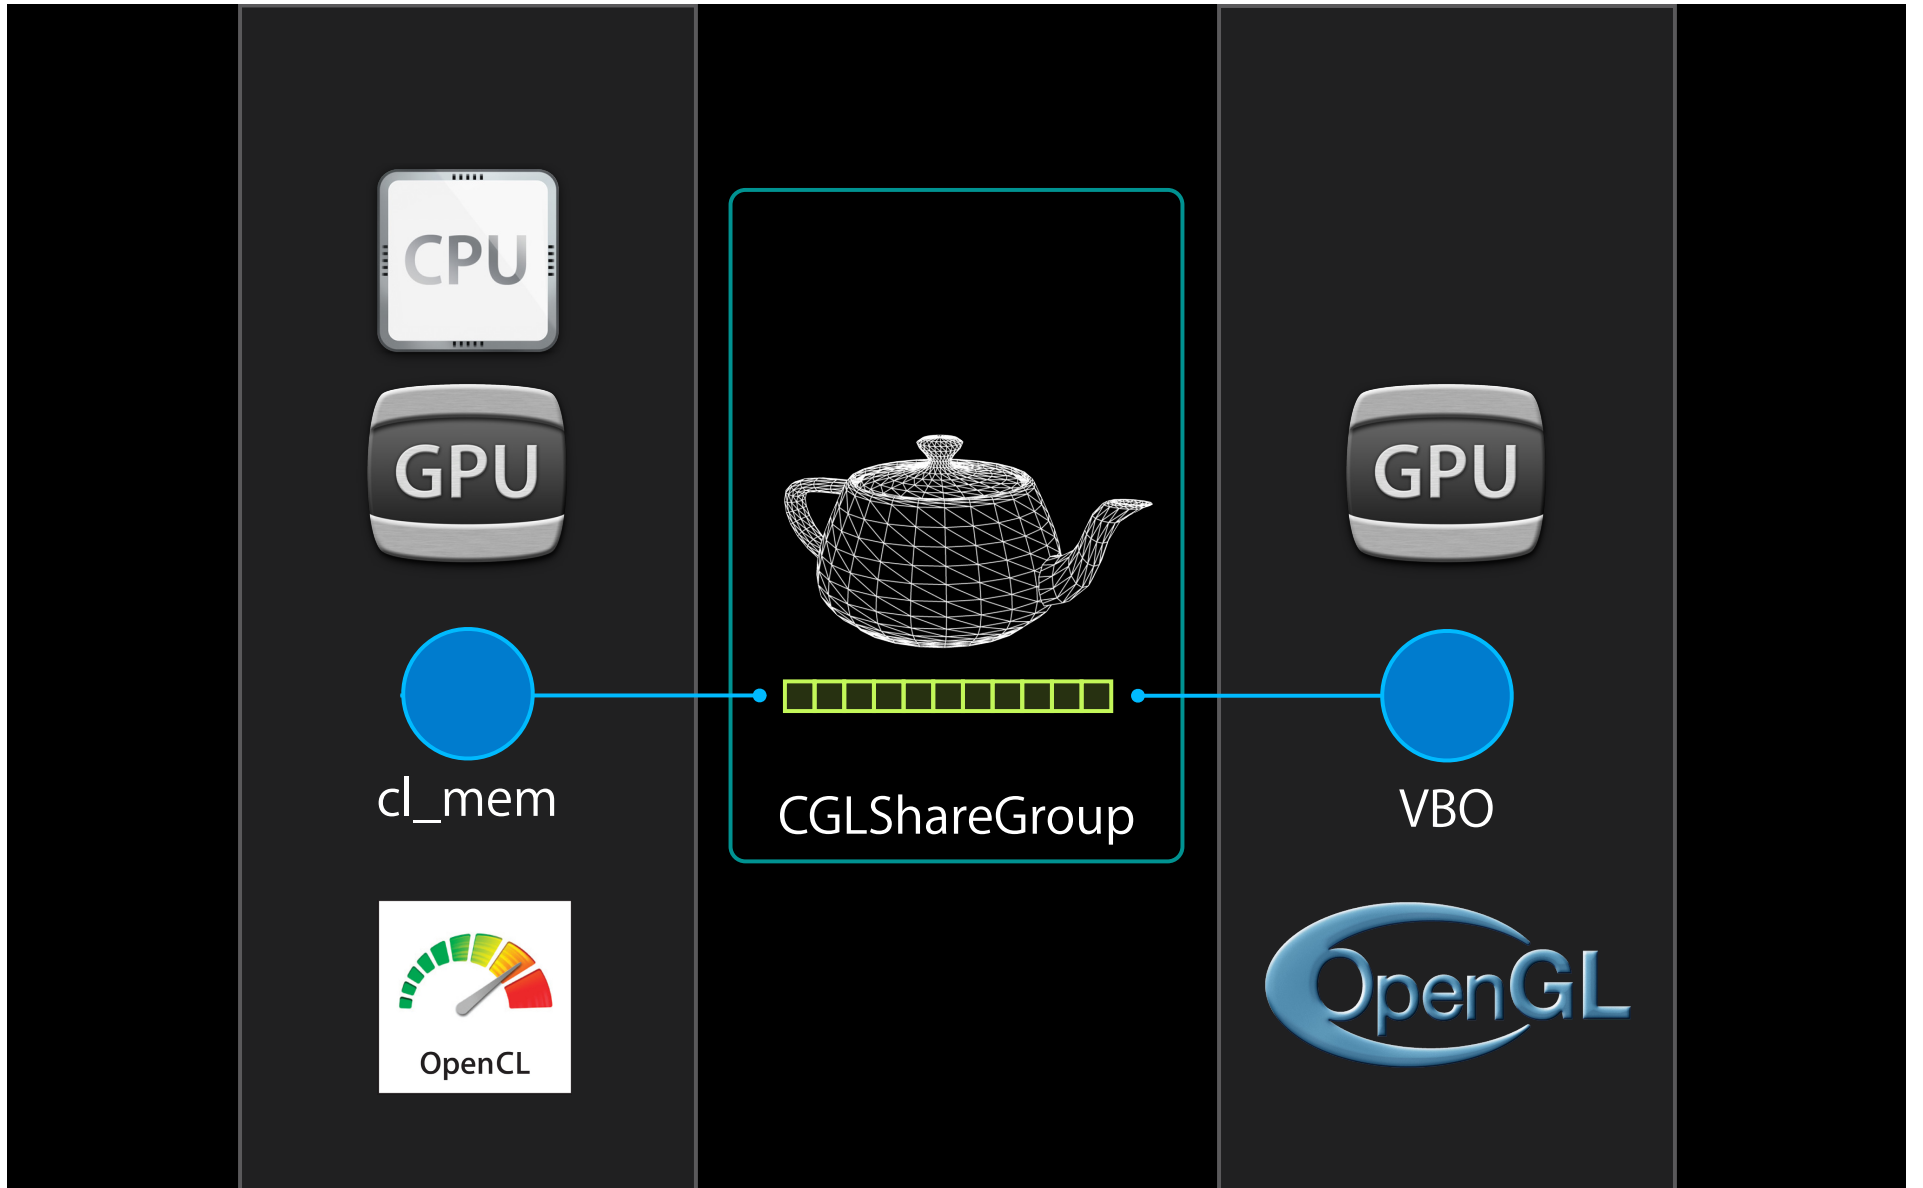 CPU
GPU
cl_mem
OpenCL
CGLShareGroup
GPU
VBO
OpenGL